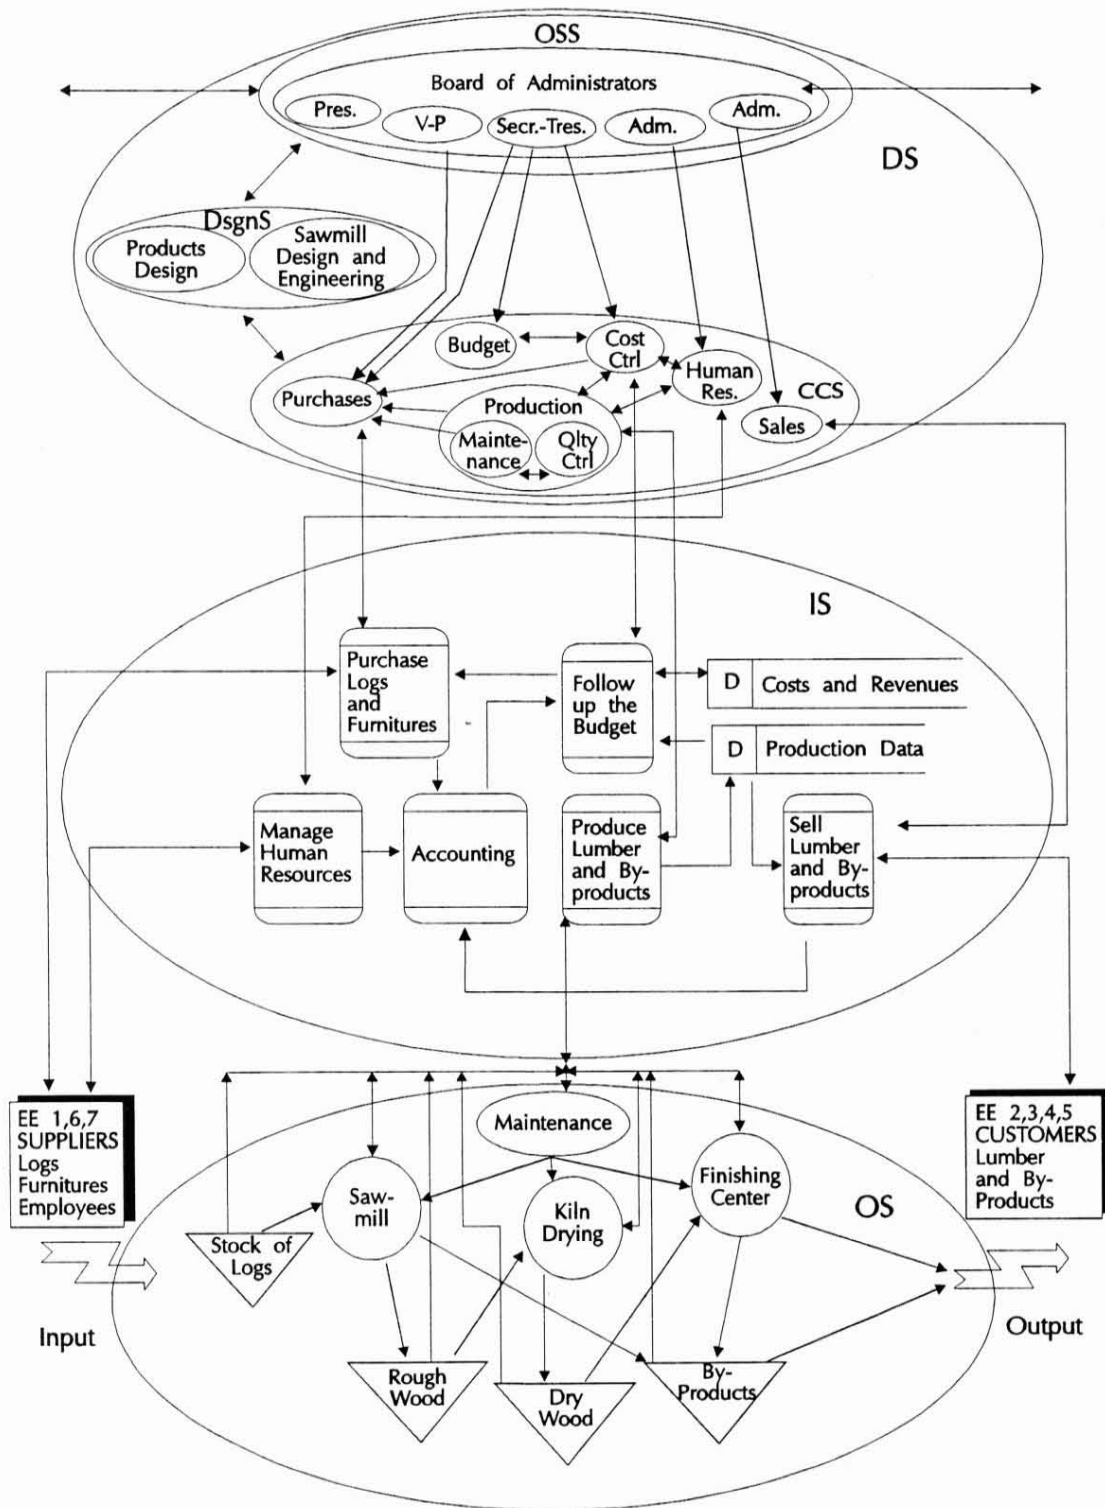 OSS
Board of Administrators
Pres.
V-P
Secr.-Tres.
Adm.
Adm.
DS
DsgnS
Products
Design
Sawmill
Design and
Engineering
Budget
Cost
Ctrl
Human
Res.
CCS
Purchases
Production
Sales
Mainte-
nance
Qlty
Ctrl
IS
Purchase
Logs
and
Furnitures
Follow
up the
Budget
D Costs and Revenues
D Production Data
Manage
Human
Resources
Accounting
Produce
Lumber
and By-
products
Sell
Lumber
and By-
products
EE 1,6,7
SUPPLIERS
Logs
Furnitures
Employees
EE 2,3,4,5
CUSTOMERS
Lumber
and By-
Products
Maintenance
Saw-
mill
Kiln
Drying
Finishing
Center
OS
Stock of
Logs
Input
Output
Rough
Wood
Dry
Wood
By-
Products